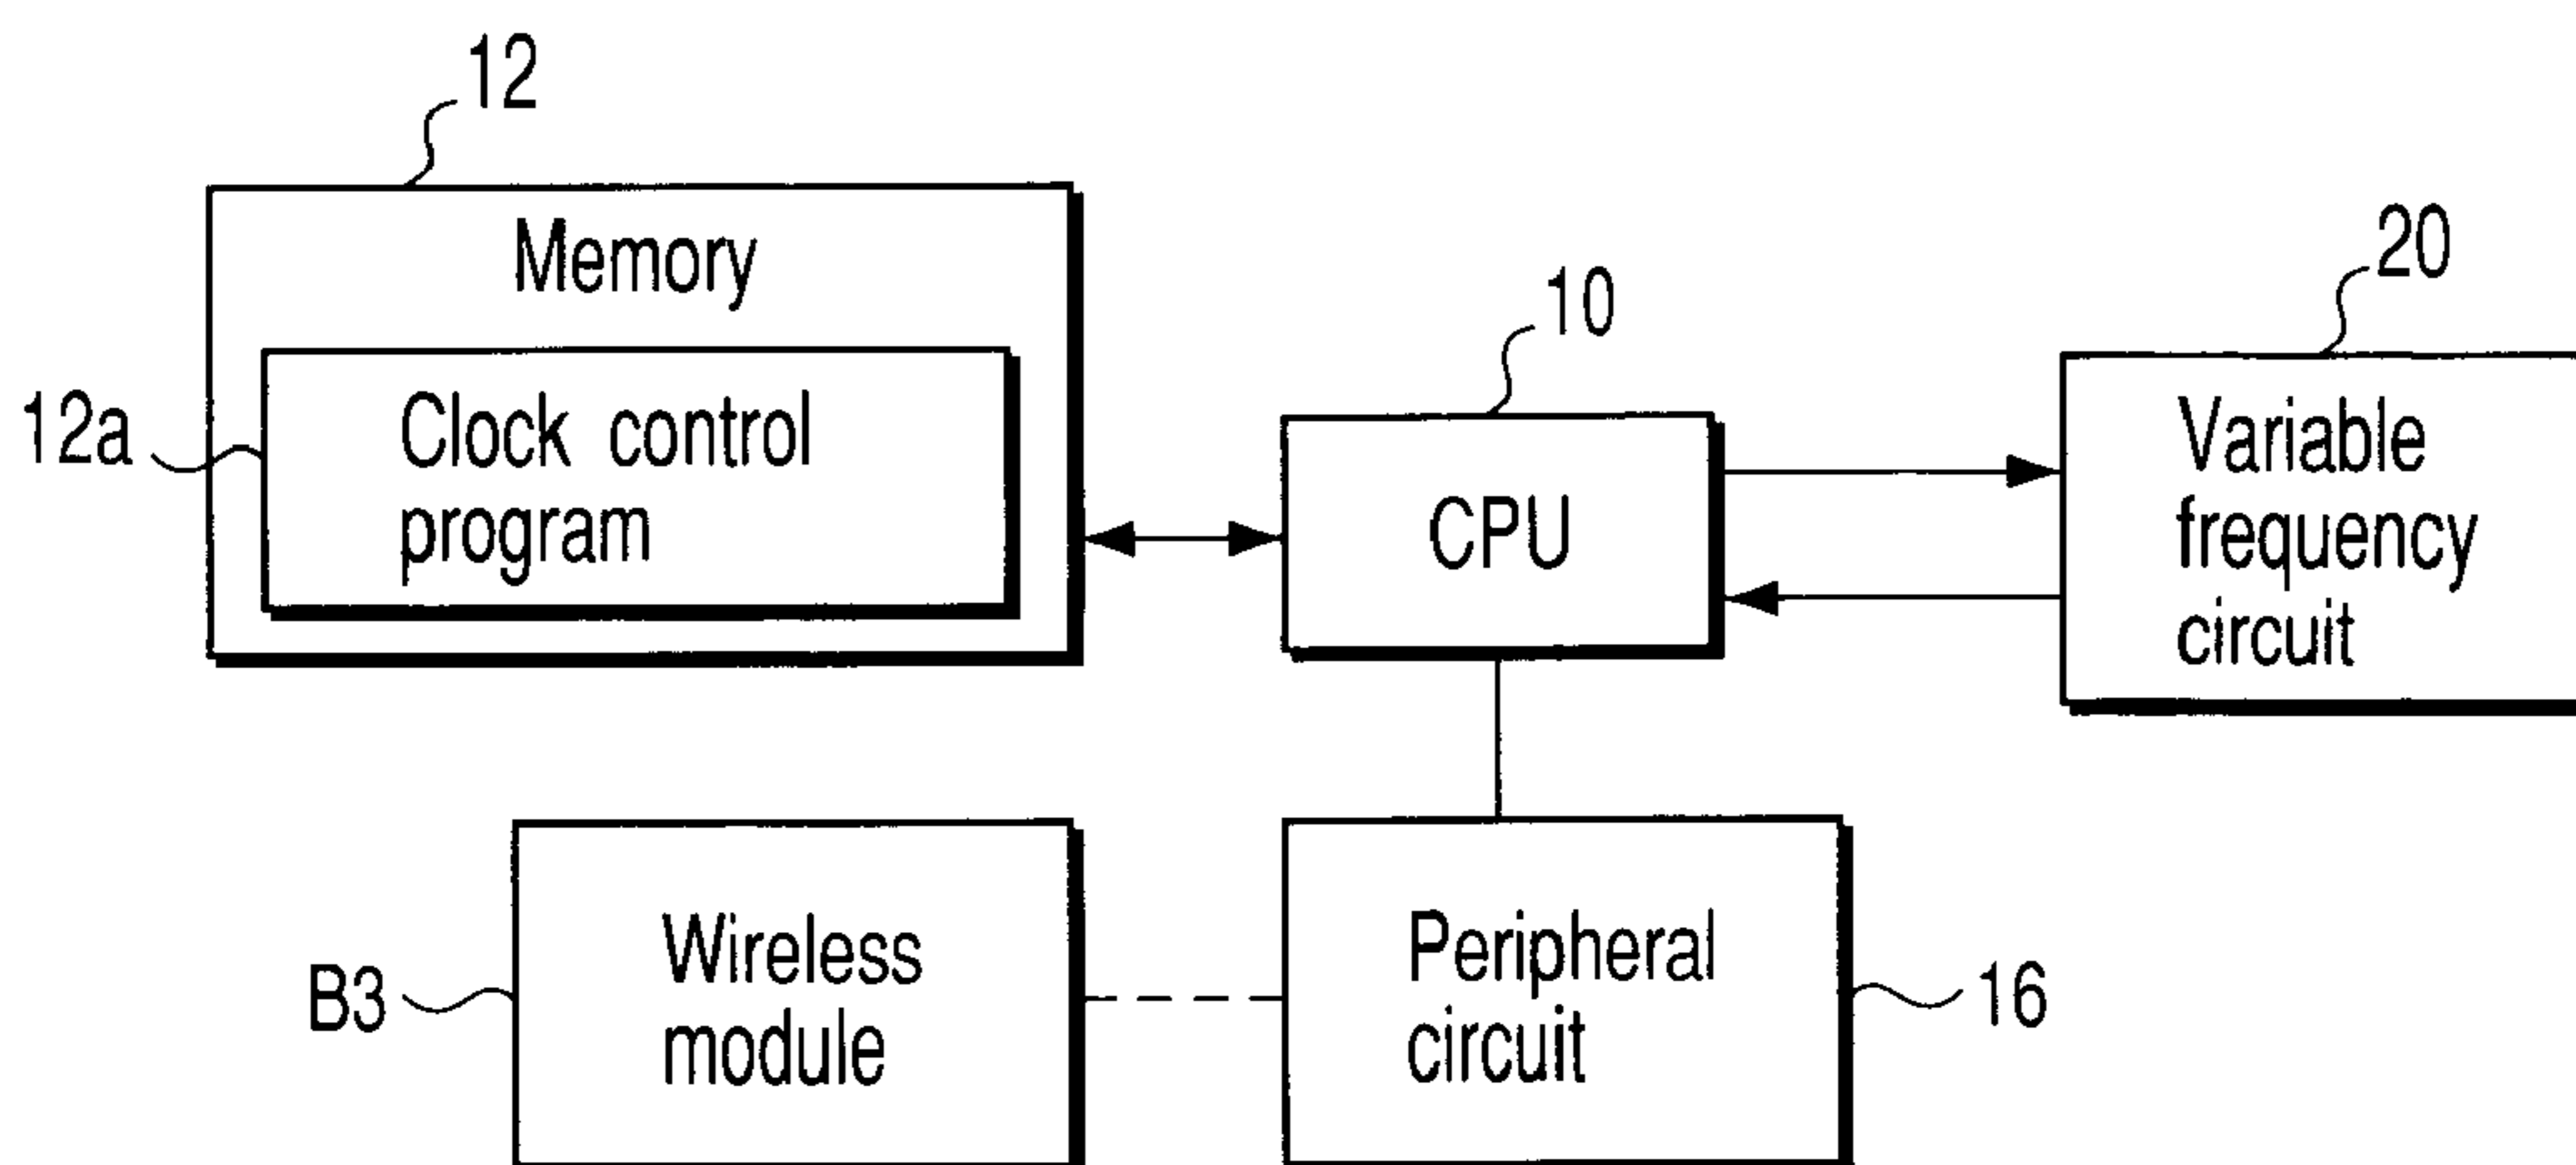 12
Memory
12a
Clock control
program
10
CPU
20
Variable
frequency
circuit
B3
Wireless
module
Peripheral
circuit
16